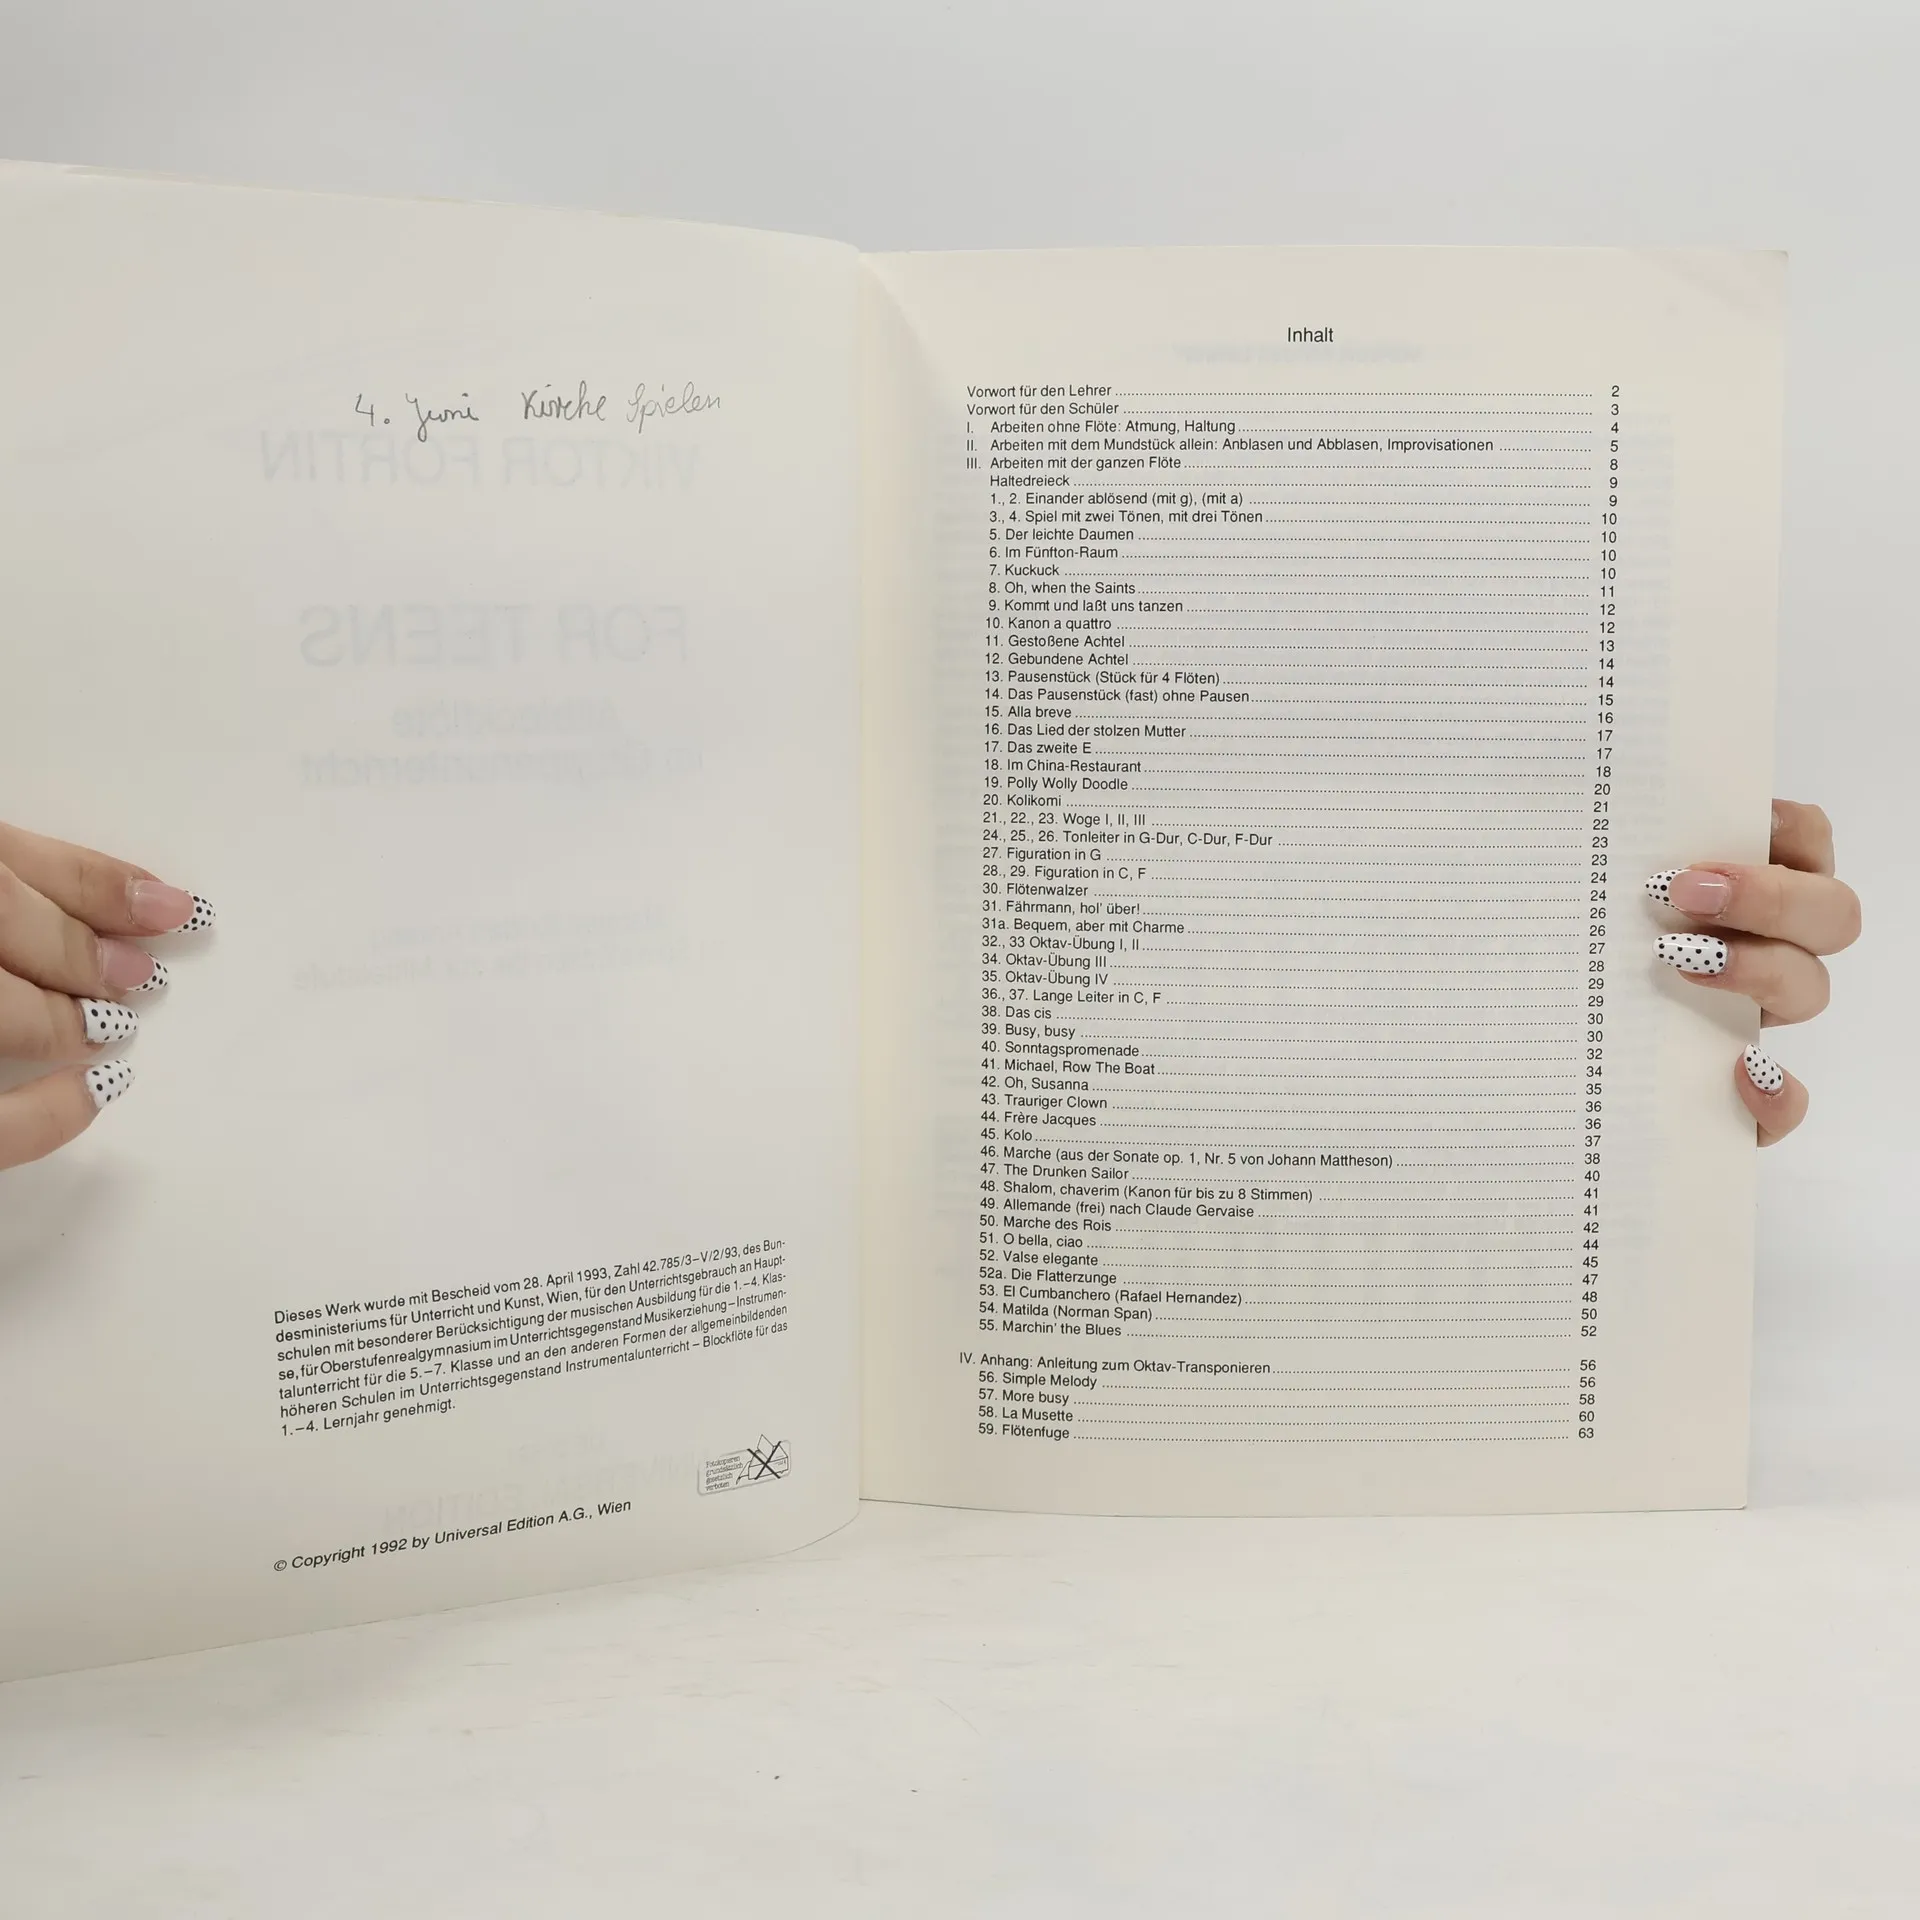 4. Juni Kirche Spielen
VIKTOR FORTIN
FOR TEENS
Altblockflöte
im Gruppenunterricht
Dieses Werk wurde mit Bescheid vom 28. April 1993, Zahl 42.785/3–V/2/93, des Bun-
desministeriums für Unterricht und Kunst, Wien, für den Unterrichtsgebrauch an Haupt-
schulen mit besonderer Berücksichtigung der musischen Ausbildung für die 1.–4. Klas-
se, für Oberstufenrealgymnasium im Unterrichtsgegenstand Musikerziehung – Instrumen-
talunterricht für die 5.–7. Klasse und an den anderen Formen der allgemeinbildenden
höheren Schulen im Unterrichtsgegenstand Instrumentalunterricht – Blockflöte für das
1.–4. Lernjahr genehmigt.
Fotokopieren
grundsätzlich
gesetzlich
verboten
UNIVERSAL EDITION
© Copyright 1992 by Universal Edition A.G., Wien
Inhalt
Vorwort für den Lehrer 2
Vorwort für den Schüler 3
I. Arbeiten ohne Flöte: Atmung, Haltung 4
II. Arbeiten mit dem Mundstück allein: Anblasen und Abblasen, Improvisationen 5
III. Arbeiten mit der ganzen Flöte 8
Haltedreieck 9
1., 2. Einander ablösend (mit g), (mit a) 9
3., 4. Spiel mit zwei Tönen, mit drei Tönen 10
5. Der leichte Daumen 10
6. Im Fünfton-Raum 10
7. Kuckuck 10
8. Oh, when the Saints 11
9. Kommt und laßt uns tanzen 12
10. Kanon a quattro 12
11. Gestoßene Achtel 13
12. Gebundene Achtel 14
13. Pausenstück (Stück für 4 Flöten) 14
14. Das Pausenstück (fast) ohne Pausen 15
15. Alla breve 16
16. Das Lied der stolzen Mutter 17
17. Das zweite E 17
18. Im China-Restaurant 18
19. Polly Wolly Doodle 20
20. Kolikomi 21
21., 22., 23. Woge I, II, III 22
24., 25., 26. Tonleiter in G-Dur, C-Dur, F-Dur 23
27. Figuration in G 23
28., 29. Figuration in C, F 24
30. Flötenwalzer 24
31. Fährmann, hol' über! 26
31a. Bequem, aber mit Charme 26
32., 33 Oktav-Übung I, II 27
34. Oktav-Übung III 28
35. Oktav-Übung IV 29
36., 37. Lange Leiter in C, F 29
38. Das cis 30
39. Busy, busy 30
40. Sonntagspromenade 32
41. Michael, Row The Boat 34
42. Oh, Susanna 35
43. Trauriger Clown 36
44. Frère Jacques 36
45. Kolo 37
46. Marche (aus der Sonate op. 1, Nr. 5 von Johann Mattheson) 38
47. The Drunken Sailor 40
48. Shalom, chaverim (Kanon für bis zu 8 Stimmen) 41
49. Allemande (frei) nach Claude Gervaise 41
50. Marche des Rois 42
51. O bella, ciao 44
52. Valse elegante 45
52a. Die Flatterzunge 47
53. El Cumbanchero (Rafael Hernandez) 48
54. Matilda (Norman Span) 50
55. Marchin' the Blues 52
IV. Anhang: Anleitung zum Oktav-Transponieren 56
56. Simple Melody 56
57. More busy 58
58. La Musette 60
59. Flötenfuge 63